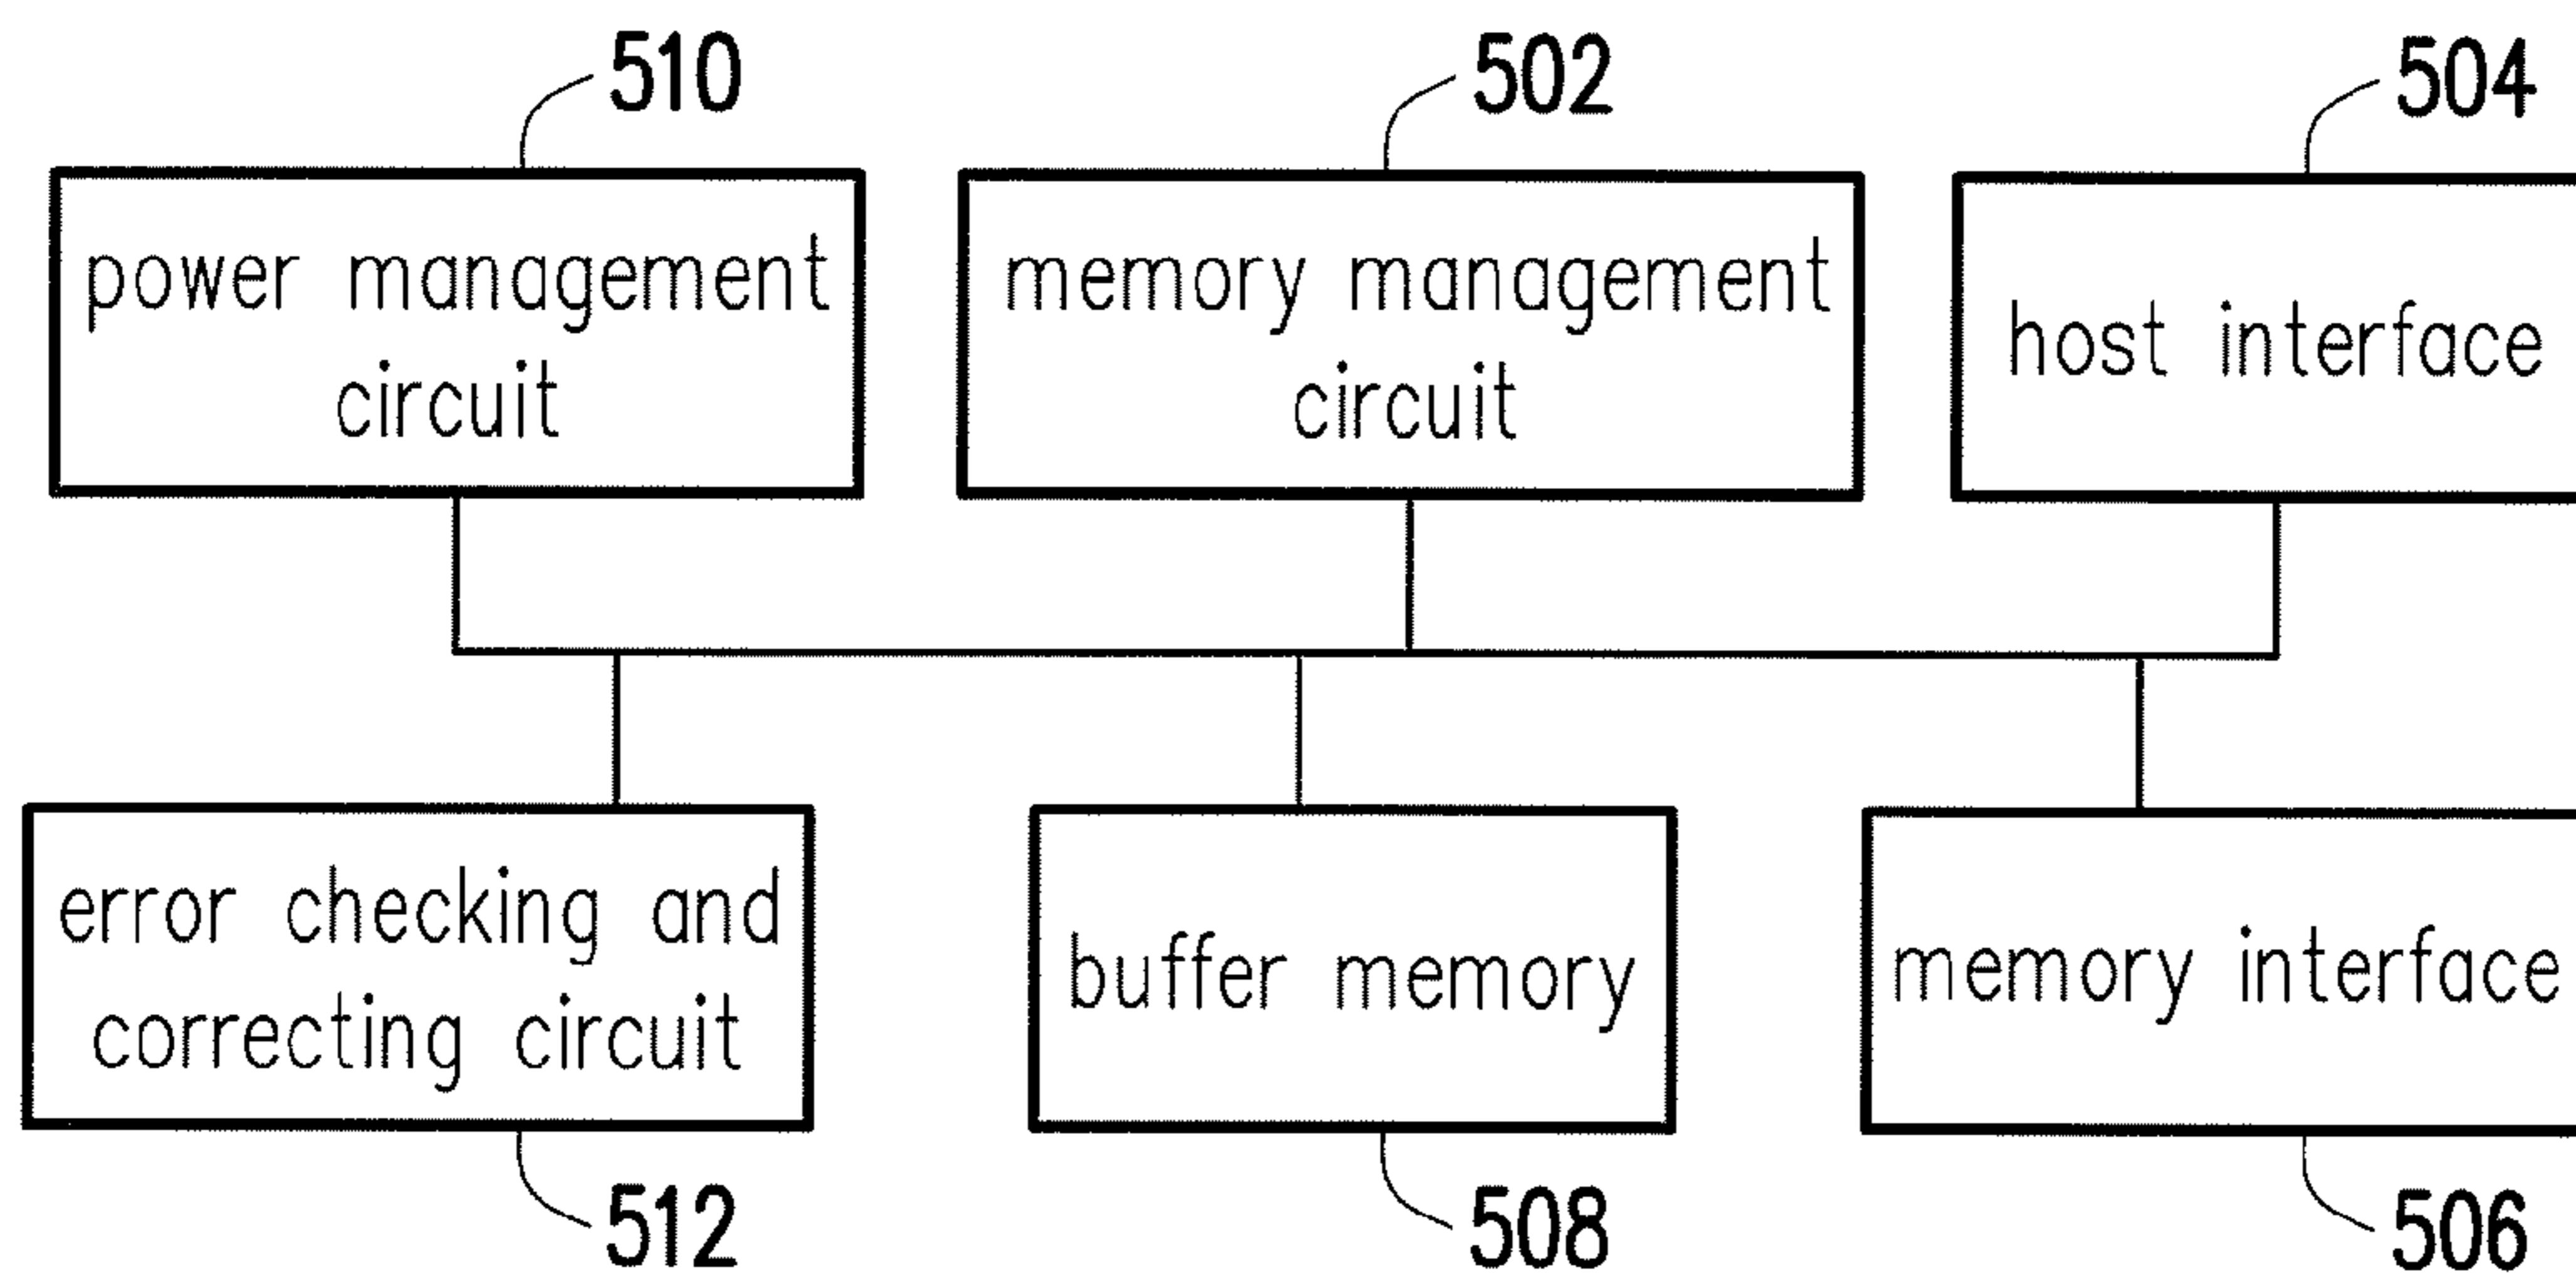 510
502
504
power management
circuit
memory management
circuit
host interface
error checking and
correcting circuit
buffer memory
memory interface
512
508
506